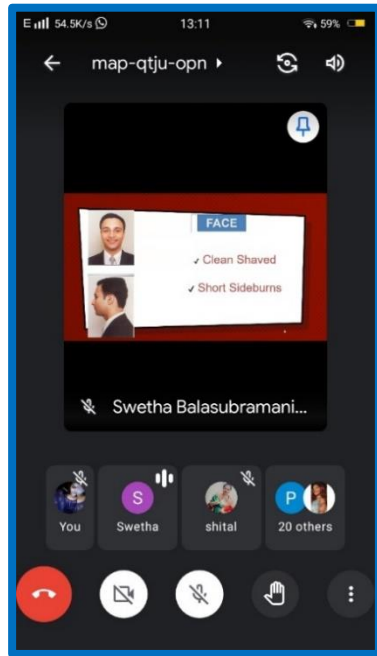 E 54.5K/s 13:11 59%
map-qtju-opn
FACE
✓ Clean Shaved
✓ Short Sideburns
Swetha Balasubramani...
S P
You Swetha shital 20 others